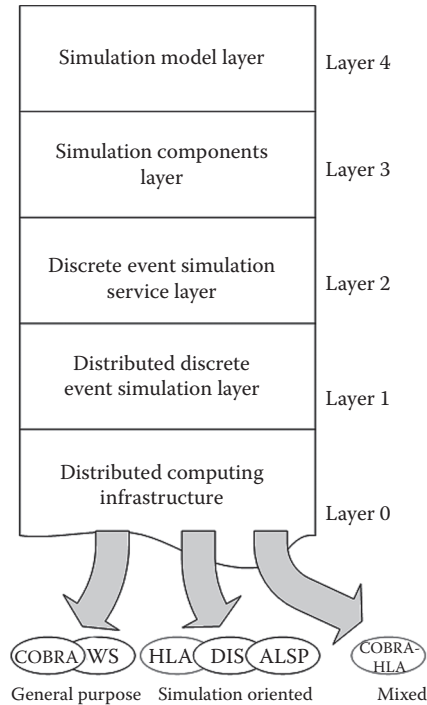 Simulation model layer
Layer 4
Simulation components
layer
Layer 3
Discrete event simulation
service layer
Layer 2
Distributed discrete
event simulation layer
Layer 1
Distributed computing
infrastructure
Layer 0
COBRA WS HLA DIS ALSP
COBRA-
HLA
General purpose Simulation oriented Mixed